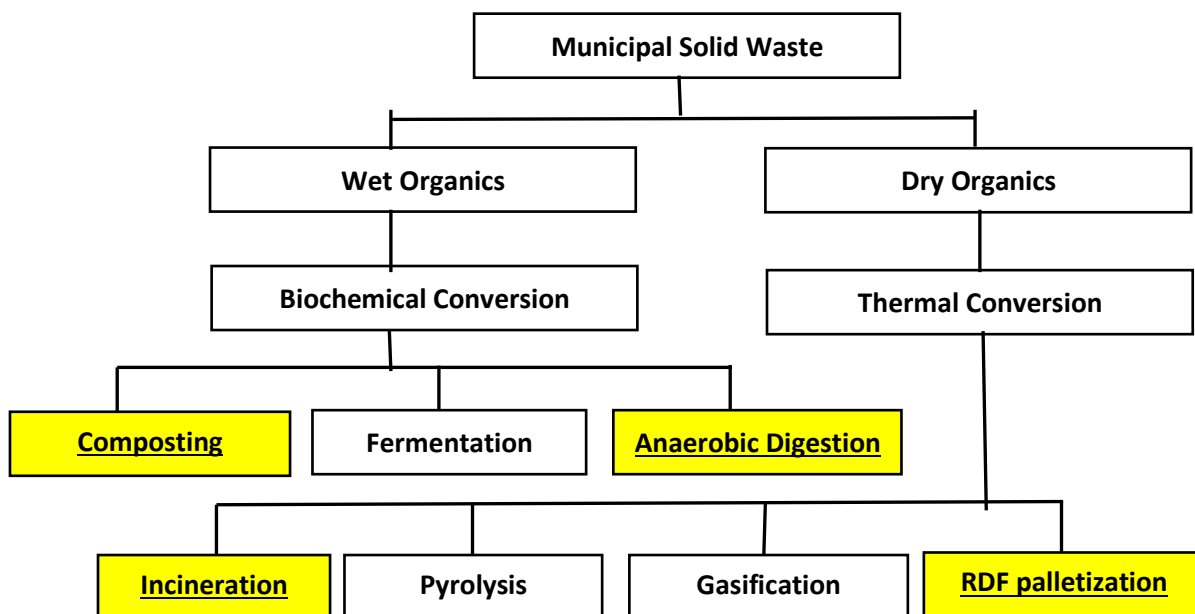 Municipal Solid Waste
Wet Organics
Dry Organics
Biochemical Conversion
Thermal Conversion
Composting
Fermentation
Anaerobic Digestion
Incineration
Pyrolysis
Gasification
RDF palletization